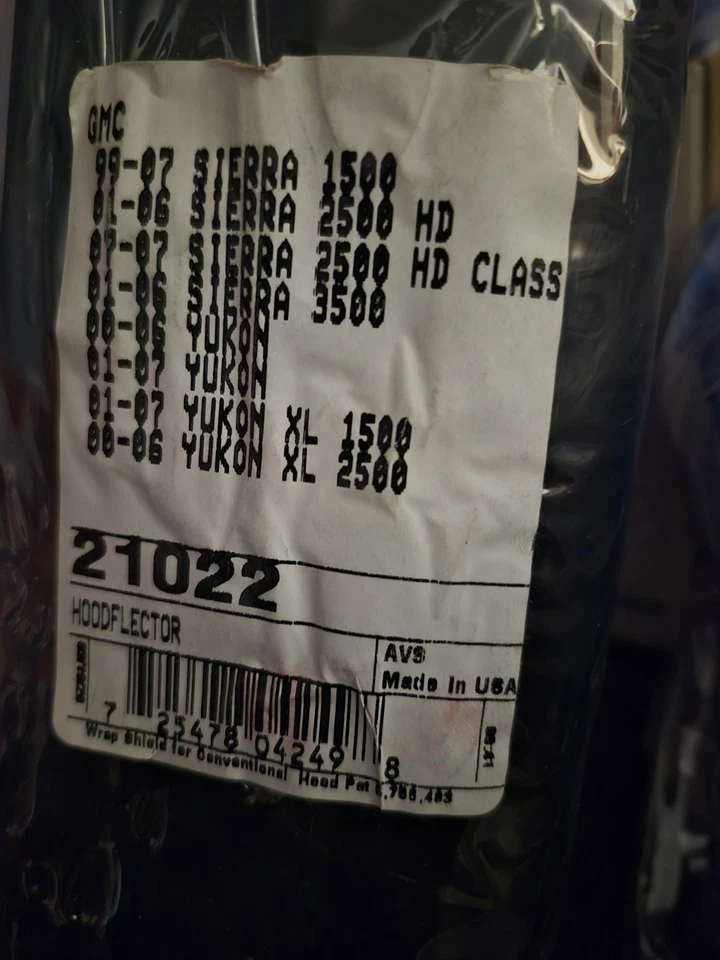 GMC
99-07 SIERRA 1500
01-06 SIERRA 2500 HD
07-07 SIERRA 2500 HD CLASS
01-06 SIERRA 3500
00-06 YUKON
01-07 YUKON
01-07 YUKON XL 1500
00-06 YUKON XL 2500
21022
HOODFLECTOR
AVS
Made In USA
7 25478 04249 8
Wrap Shield for Conventional Hood Pat